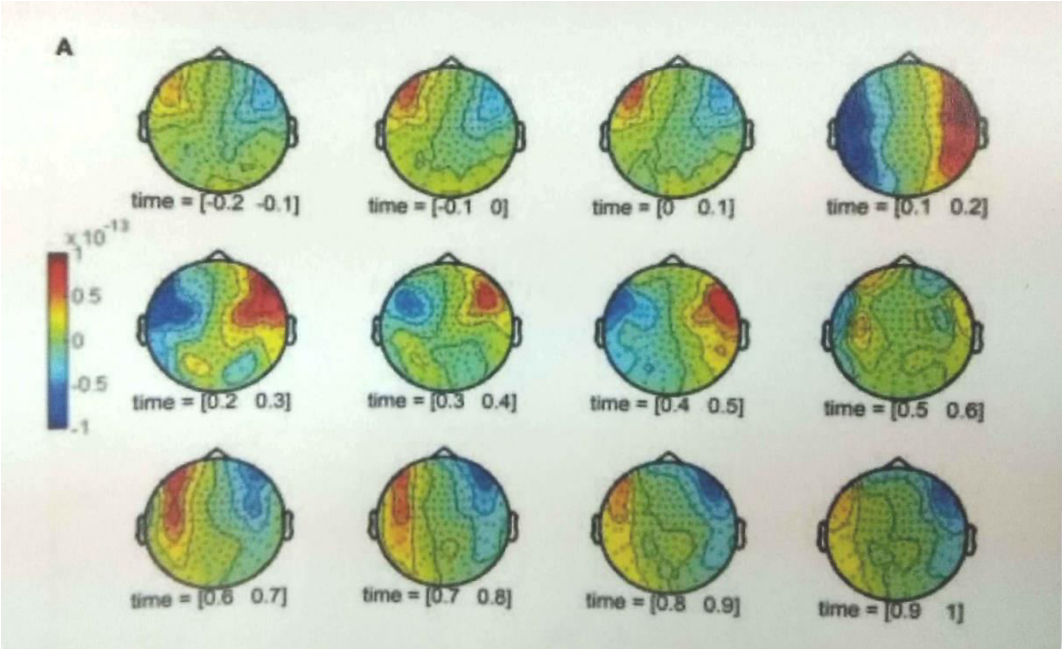 A
time = [-0.2 -0.1]
time = [-0.1 0]
time = [0 0.1]
time = [0.1 0.2]
x 10-13
1
0.5
0
-0.5
-1
time = [0.2 0.3]
time = [0.3 0.4]
time = [0.4 0.5]
time = [0.5 0.6]
time = [0.6 0.7]
time = [0.7 0.8]
time = [0.8 0.9]
time = [0.9 1]